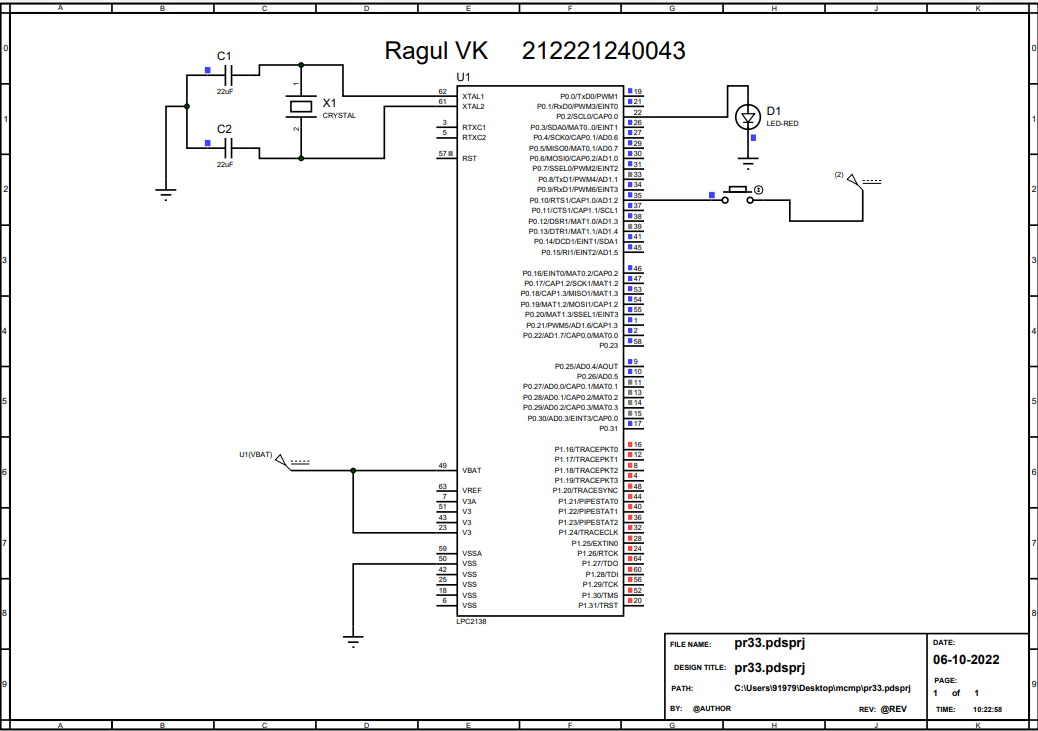 A B C D E F G H J K
Ragul VK 212221240043
U1
C1
22uF
X1
CRYSTAL
1
2
C2
22uF
62 XTAL1
61 XTAL2
3 RTXC1
5 RTXC2
57 RST
P0.0/TxD0/PWM1 19
P0.1/RxD0/PWM3/EINT0 21
P0.2/SCL0/CAP0.0 22
P0.3/SDA0/MAT0..0/EINT1 26
P0.4/SCK0/CAP0.1/AD0.6 27
P0.5/MISO0/MAT0.1/AD0.7 29
P0.6/MOSI0/CAP0.2/AD1.0 30
P0.7/SSEL0/PWM2/EINT2 31
P0.8/TxD1/PWM4/AD1.1 33
P0.9/RxD1/PWM6/EINT3 34
P0.10/RTS1/CAP1.0/AD1.2 35
P0.11/CTS1/CAP1.1/SCL1 37
P0.12/DSR1/MAT1.0/AD1.3 38
P0.13/DTR1/MAT1.1/AD1.4 39
P0.14/DCD1/EINT1/SDA1 41
P0.15/RI1/EINT2/AD1.5 45
D1
LED-RED
(2)
P0.16/EINT0/MAT0.2/CAP0.2 46
P0.17/CAP1.2/SCK1/MAT1.2 47
P0.18/CAP1.3/MISO1/MAT1.3 53
P0.19/MAT1.2/MOSI1/CAP1.2 54
P0.20/MAT1.3/SSEL1/EINT3 55
P0.21/PWM5/AD1.6/CAP1.3 1
P0.22/AD1.7/CAP0.0/MAT0.0 2
P0.23 58
P0.25/AD0.4/AOUT 9
P0.26/AD0.5 10
P0.27/AD0.0/CAP0.1/MAT0.1 11
P0.28/AD0.1/CAP0.2/MAT0.2 13
P0.29/AD0.2/CAP0.3/MAT0.3 14
P0.30/AD0.3/EINT3/CAP0.0 15
P0.31 17
U1(VBAT)
49 VBAT
63 VREF
7 V3A
51 V3
43 V3
23 V3
59 VSSA
50 VSS
42 VSS
25 VSS
18 VSS
6 VSS
P1.16/TRACEPKT0 16
P1.17/TRACEPKT1 12
P1.18/TRACEPKT2 8
P1.19/TRACEPKT3 4
P1.20/TRACESYNC 48
P1.21/PIPESTAT0 44
P1.22/PIPESTAT1 40
P1.23/PIPESTAT2 36
P1.24/TRACECLK 32
P1.25/EXTIN0 28
P1.26/RTCK 24
P1.27/TDO 64
P1.28/TDI 60
P1.29/TCK 56
P1.30/TMS 52
P1.31/TRST 20
LPC2138
0 0
1 1
2 2
3 3
4 4
5 5
6 6
7 7
8 8
9 9
FILE NAME: pr33.pdsprj
DESIGN TITLE: pr33.pdsprj
PATH: C:\Users\91979\Desktop\mcmp\pr33.pdsprj
BY: @AUTHOR REV: @REV
DATE:
06-10-2022
PAGE:
1 of 1
TIME: 10:22:58
A B C D E F G H J K